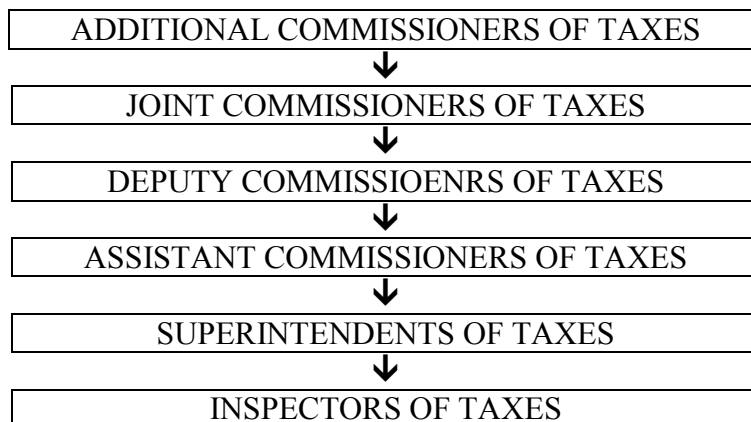 ADDITIONAL COMMISSIONERS OF TAXES
JOINT COMMISSIONERS OF TAXES
DEPUTY COMMISSIOENRS OF TAXES
ASSISTANT COMMISSIONERS OF TAXES
SUPERINTENDENTS OF TAXES
INSPECTORS OF TAXES